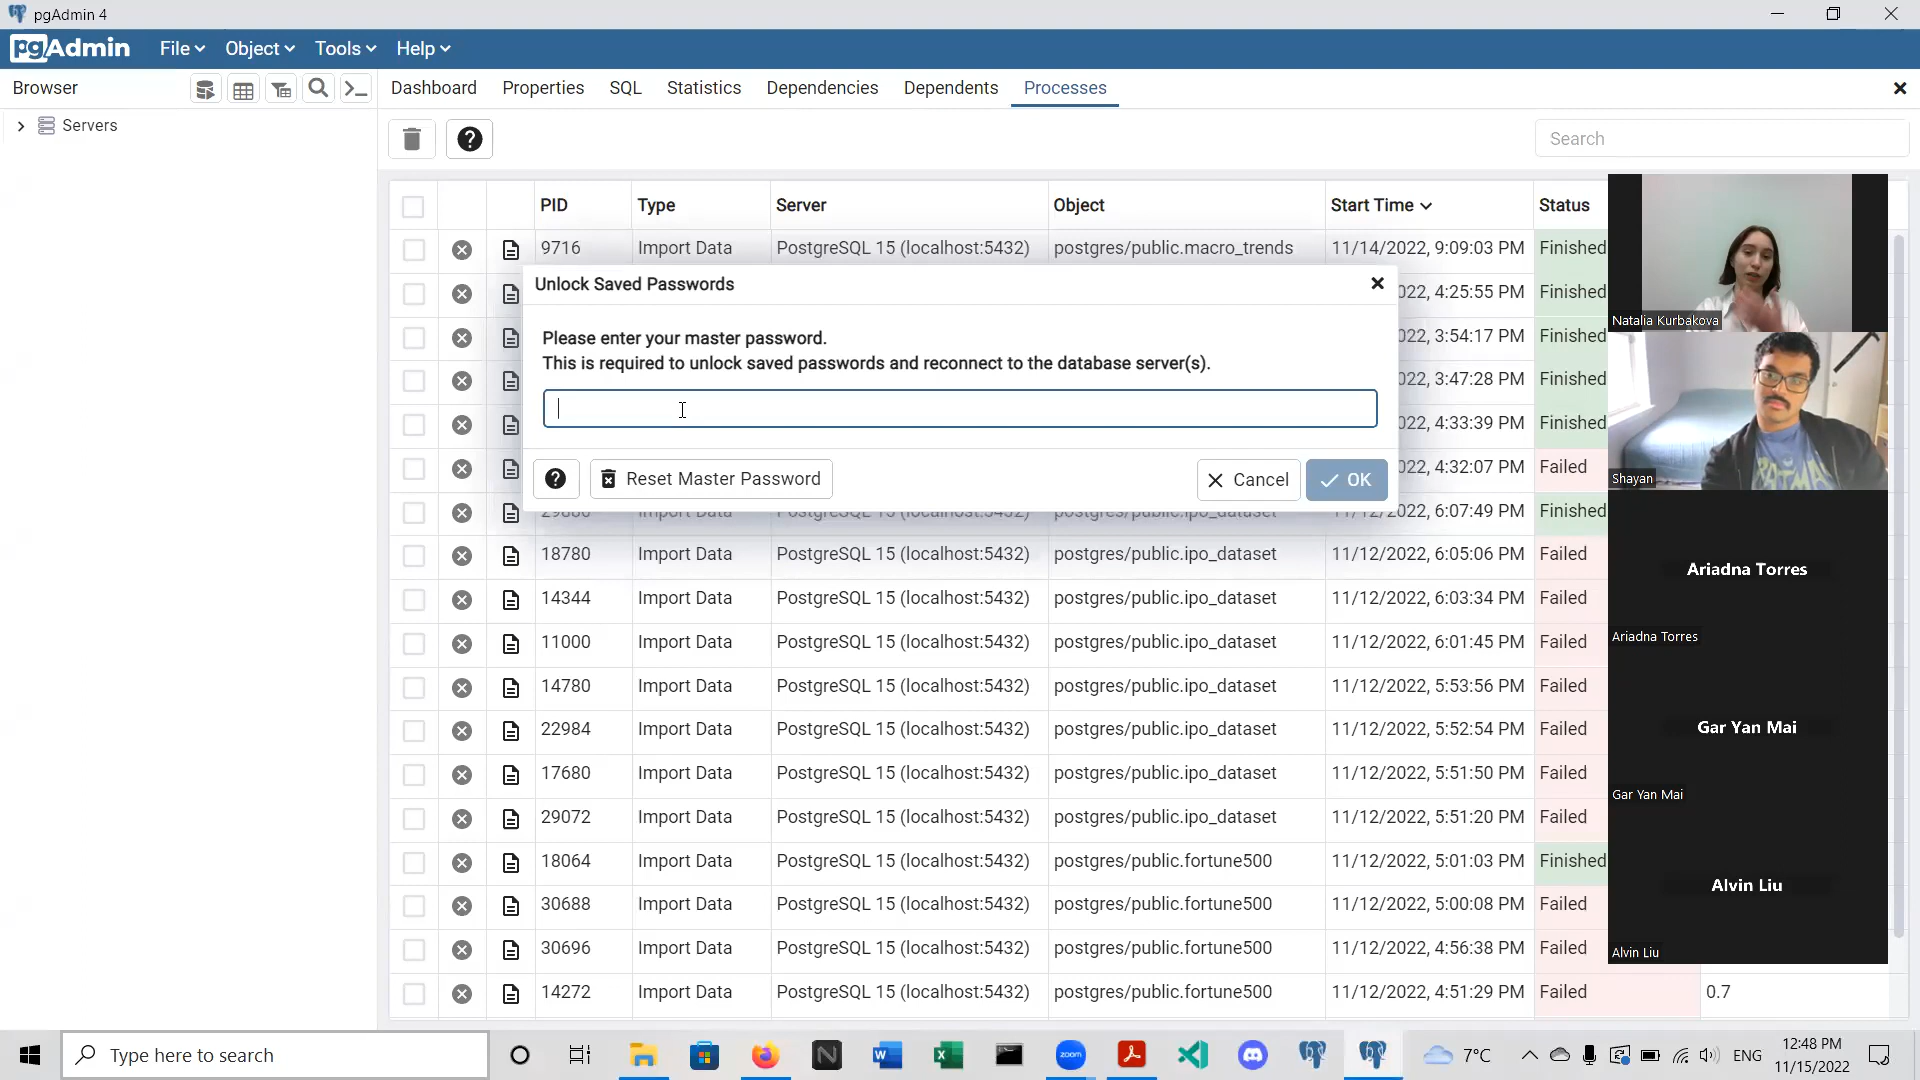 pgAdmin 4
pgAdmin File Object Tools Help
Browser
Dashboard Properties SQL Statistics Dependencies Dependents Processes
Servers
Search
PID Type Server Object Start Time Status
9716 Import Data PostgreSQL 15 (localhost:5432) postgres/public.macro_trends 11/14/2022, 9:09:03 PM Finished
022, 4:25:55 PM Finished
022, 3:54:17 PM Finished
022, 3:47:28 PM Finished
022, 4:33:39 PM Finished
022, 4:32:07 PM Failed
Unlock Saved Passwords
Please enter your master password.
This is required to unlock saved passwords and reconnect to the database server(s).
Reset Master Password
Cancel
OK
Import Data PostgreSQL 15 (localhost:5432) postgres/public.ipo_dataset 11/12/2022, 6:07:49 PM Finished
18780 Import Data PostgreSQL 15 (localhost:5432) postgres/public.ipo_dataset 11/12/2022, 6:05:06 PM Failed
14344 Import Data PostgreSQL 15 (localhost:5432) postgres/public.ipo_dataset 11/12/2022, 6:03:34 PM Failed
11000 Import Data PostgreSQL 15 (localhost:5432) postgres/public.ipo_dataset 11/12/2022, 6:01:45 PM Failed
14780 Import Data PostgreSQL 15 (localhost:5432) postgres/public.ipo_dataset 11/12/2022, 5:53:56 PM Failed
22984 Import Data PostgreSQL 15 (localhost:5432) postgres/public.ipo_dataset 11/12/2022, 5:52:54 PM Failed
17680 Import Data PostgreSQL 15 (localhost:5432) postgres/public.ipo_dataset 11/12/2022, 5:51:50 PM Failed
29072 Import Data PostgreSQL 15 (localhost:5432) postgres/public.ipo_dataset 11/12/2022, 5:51:20 PM Failed
18064 Import Data PostgreSQL 15 (localhost:5432) postgres/public.fortune500 11/12/2022, 5:01:03 PM Finished
30688 Import Data PostgreSQL 15 (localhost:5432) postgres/public.fortune500 11/12/2022, 5:00:08 PM Failed
30696 Import Data PostgreSQL 15 (localhost:5432) postgres/public.fortune500 11/12/2022, 4:56:38 PM Failed
14272 Import Data PostgreSQL 15 (localhost:5432) postgres/public.fortune500 11/12/2022, 4:51:29 PM Failed 0.7
Natalia Kurbakova
BATMAN
Shayan
Ariadna Torres
Ariadna Torres
Gar Yan Mai
Gar Yan Mai
Alvin Liu
Alvin Liu
Type here to search
zoom
7°C
ENG
12:48 PM
11/15/2022